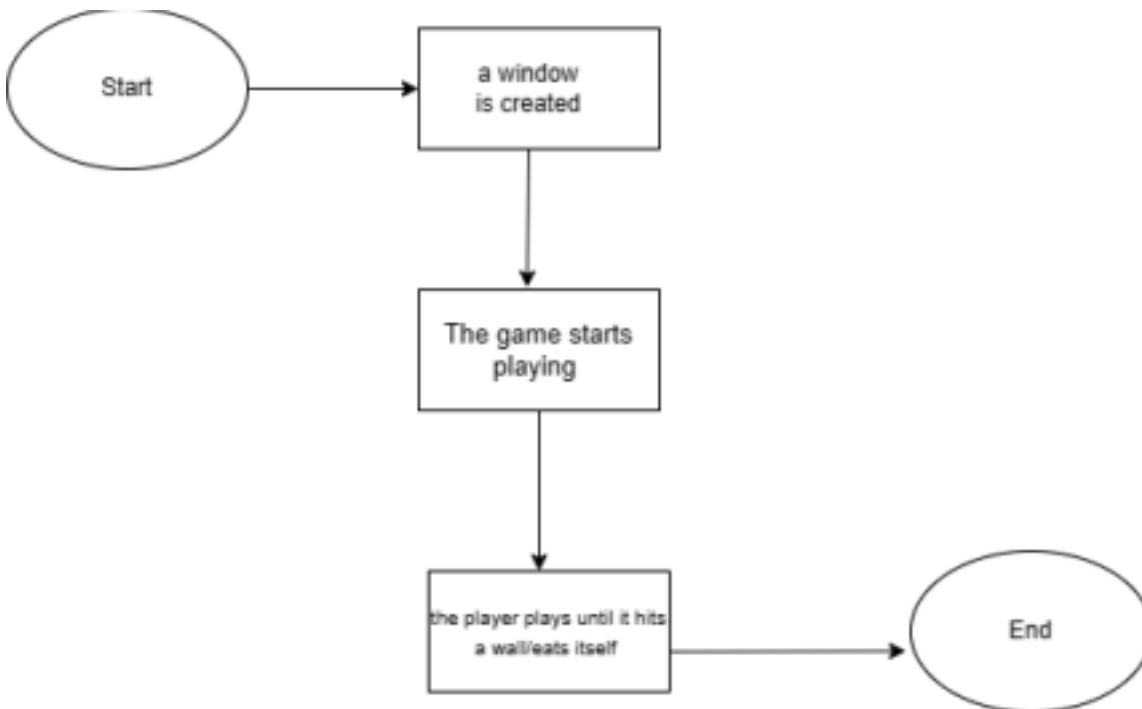 Start
a window
is created
The game starts
playing
the player plays until it hits
a wall/eats itself
End